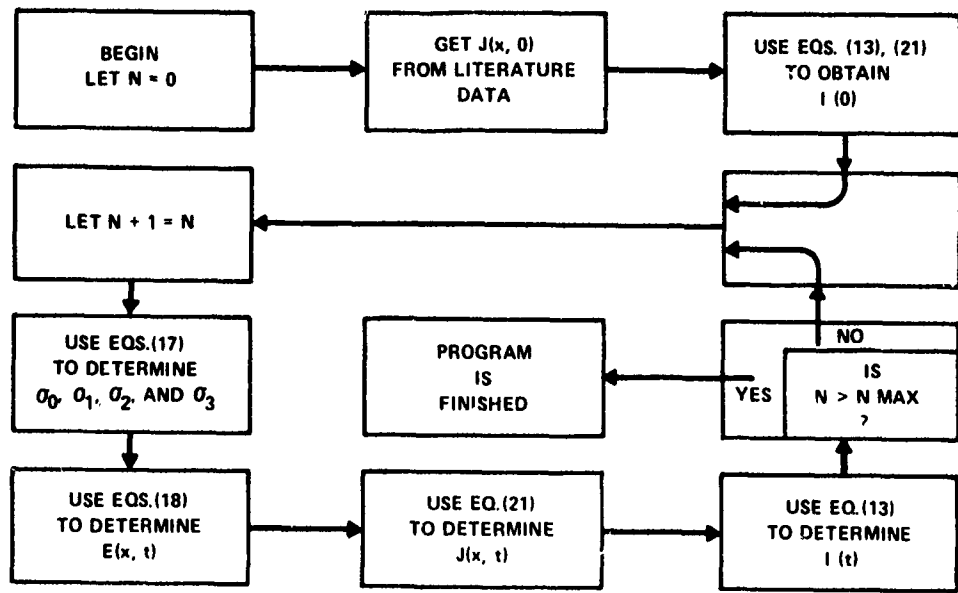 BEGIN
LET N = 0
GET J(x, 0)
FROM LITERATURE
DATA
USE EQS. (13), (21)
TO OBTAIN
I (0)
LET N + 1 = N
USE EQS.(17)
TO DETERMINE
σ0, σ1, σ2, AND σ3
PROGRAM
IS
FINISHED
NO
YES
IS
N > N MAX
?
USE EQS.(18)
TO DETERMINE
E(x, t)
USE EQ.(21)
TO DETERMINE
J(x, t)
USE EQ.(13)
TO DETERMINE
I (t)